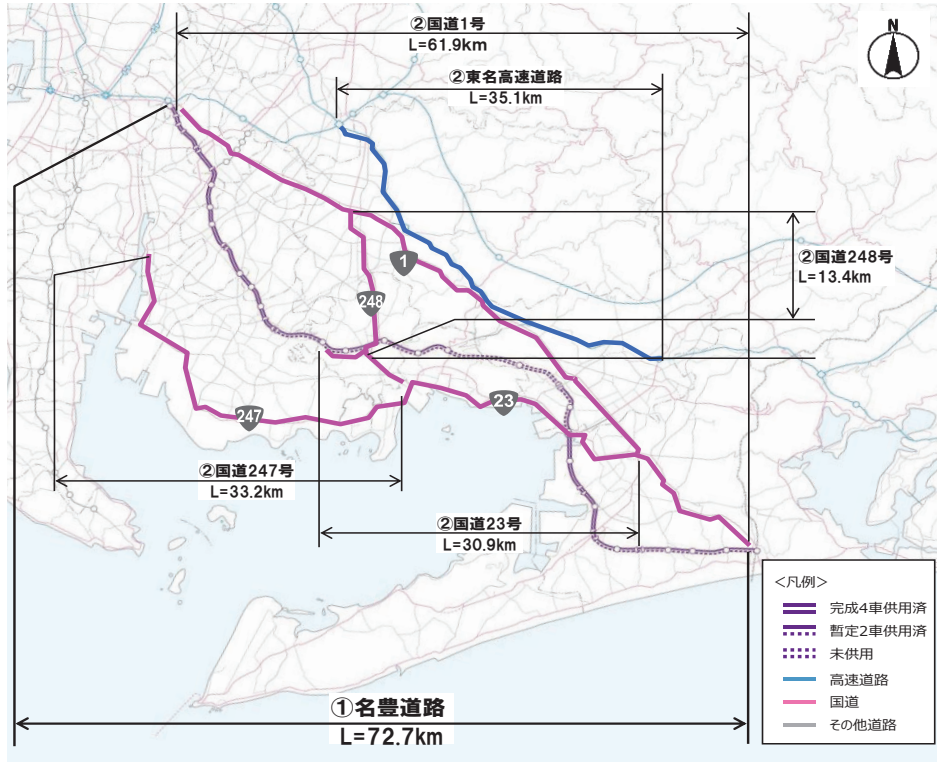 ②国道1号
L=61.9km
N
②東名高速道路
L=35.1km
②国道248号
L=13.4km
1
248
23
247
②国道247号
L=33.2km
②国道23号
L=30.9km
<凡例>
完成4車供用済
暫定2車供用済
未供用
高速道路
国道
その他道路
①名豊道路
L=72.7km